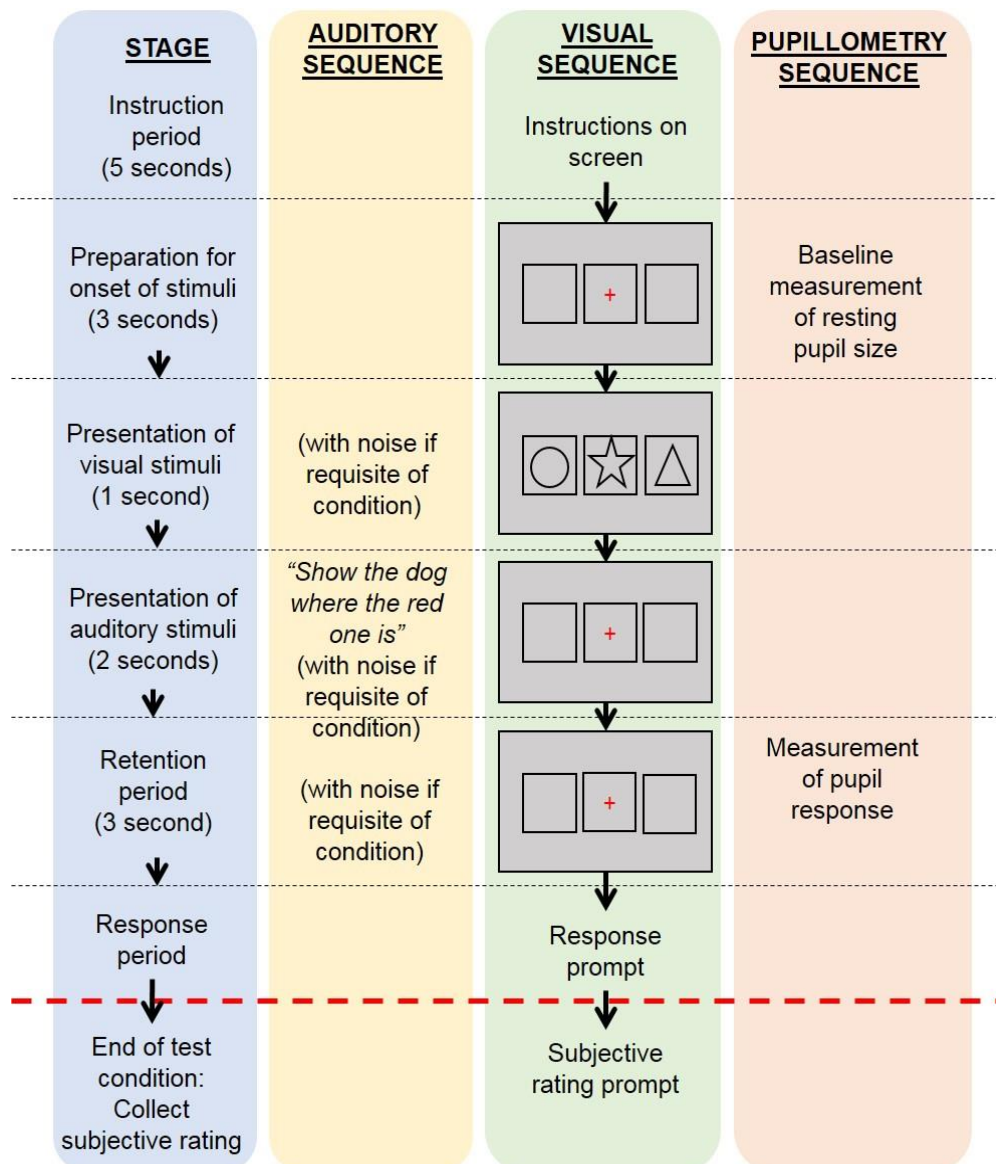 STAGE
AUDITORY
SEQUENCE
VISUAL
SEQUENCE
PUPILLOMETRY
SEQUENCE
Instruction
period
(5 seconds)
Instructions on
screen
Preparation for
onset of stimuli
(3 seconds)
+
Baseline
measurement
of resting
pupil size
Presentation of
visual stimuli
(1 second)
(with noise if
requisite of
condition)
Presentation of
auditory stimuli
(2 seconds)
“Show the dog
where the red
one is”
(with noise if
requisite of
condition)
+
Retention
period
(3 second)
(with noise if
requisite of
condition)
+
Measurement
of pupil
response
Response
period
Response
prompt
End of test
condition:
Collect
subjective rating
Subjective
rating prompt